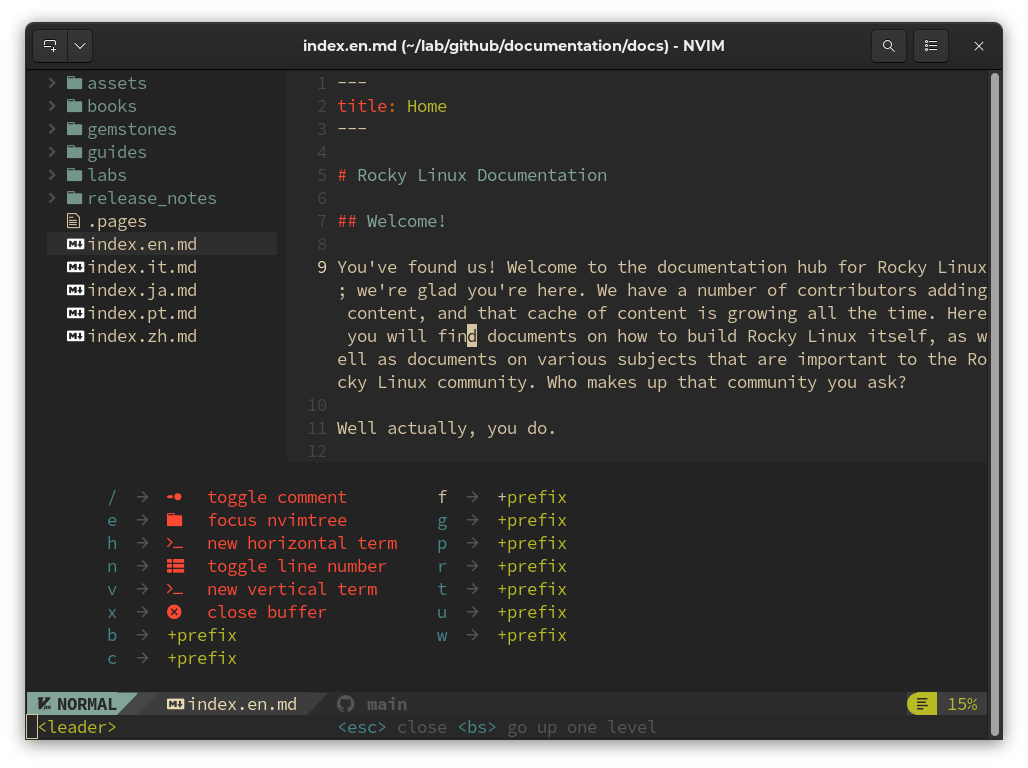 index.en.md (~/lab/github/documentation/docs) - NVIM
assets
books
gemstones
guides
labs
release_notes
.pages
index.en.md
index.it.md
index.ja.md
index.pt.md
index.zh.md
1 ---
2 title: Home
3 ---
4
5 # Rocky Linux Documentation
6
7 ## Welcome!
8
9 You've found us! Welcome to the documentation hub for Rocky Linux
; we're glad you're here. We have a number of contributors adding
content, and that cache of content is growing all the time. Here
you will find documents on how to build Rocky Linux itself, as w
ell as documents on various subjects that are important to the Ro
cky Linux community. Who makes up that community you ask?
10
11 Well actually, you do.
12
/ → toggle comment f → +prefix
e → focus nvimtree g → +prefix
h → >_ new horizontal term p → +prefix
n → toggle line number r → +prefix
v → >_ new vertical term t → +prefix
x → close buffer u → +prefix
b → +prefix w → +prefix
c → +prefix
NORMAL index.en.md main 15%
<leader> <esc> close <bs> go up one level